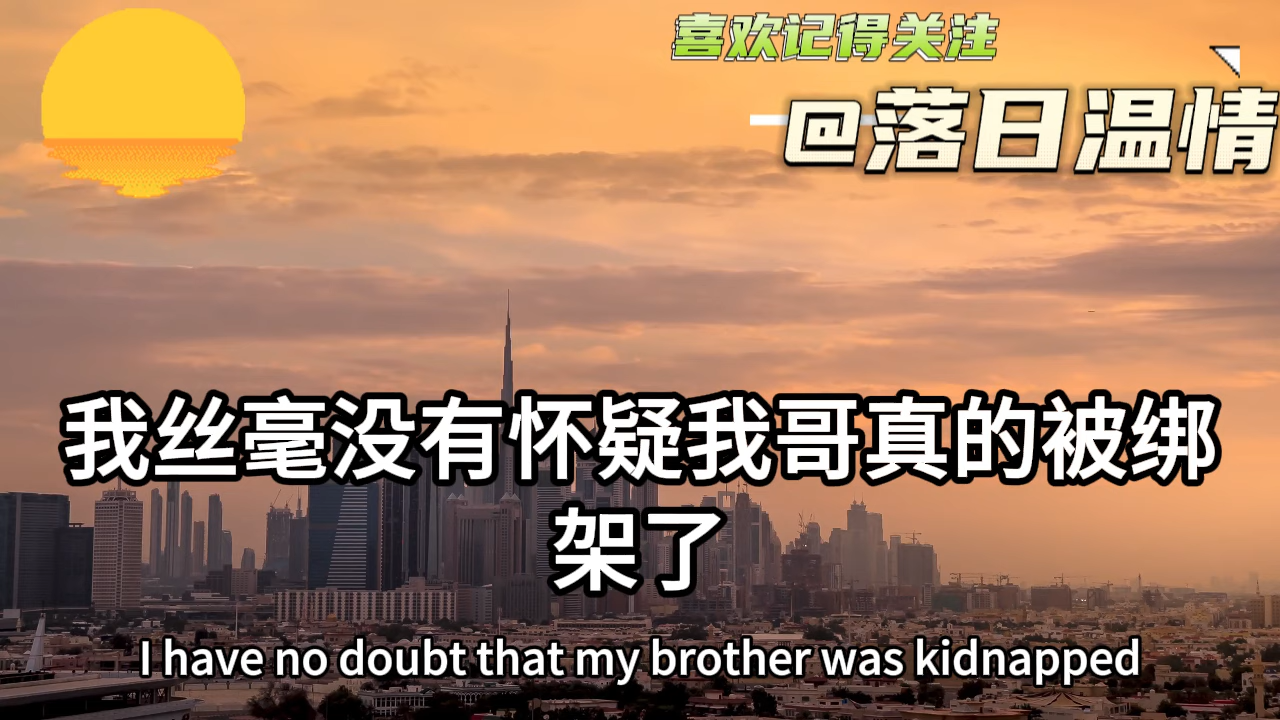 喜欢记得关注
@落日温情
我丝毫没有怀疑我哥真的被绑
架了
I have no doubt that my brother was kidnapped